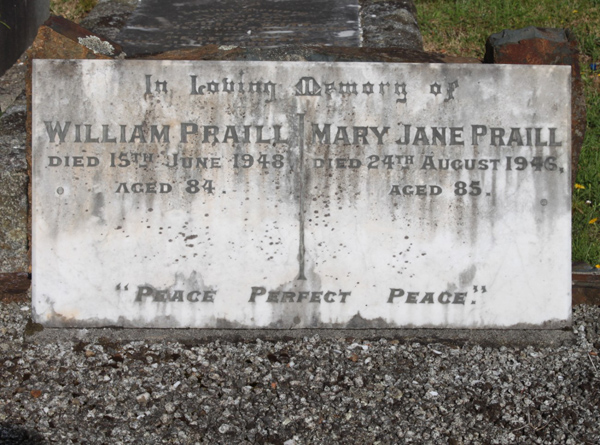 In Loving Memory of
WILLIAM PRAILL
DIED 15TH JUNE 1948,
AGED 84.
MARY JANE PRAILL
DIED 24TH AUGUST 1946,
AGED 85.
"PEACE PERFECT PEACE."